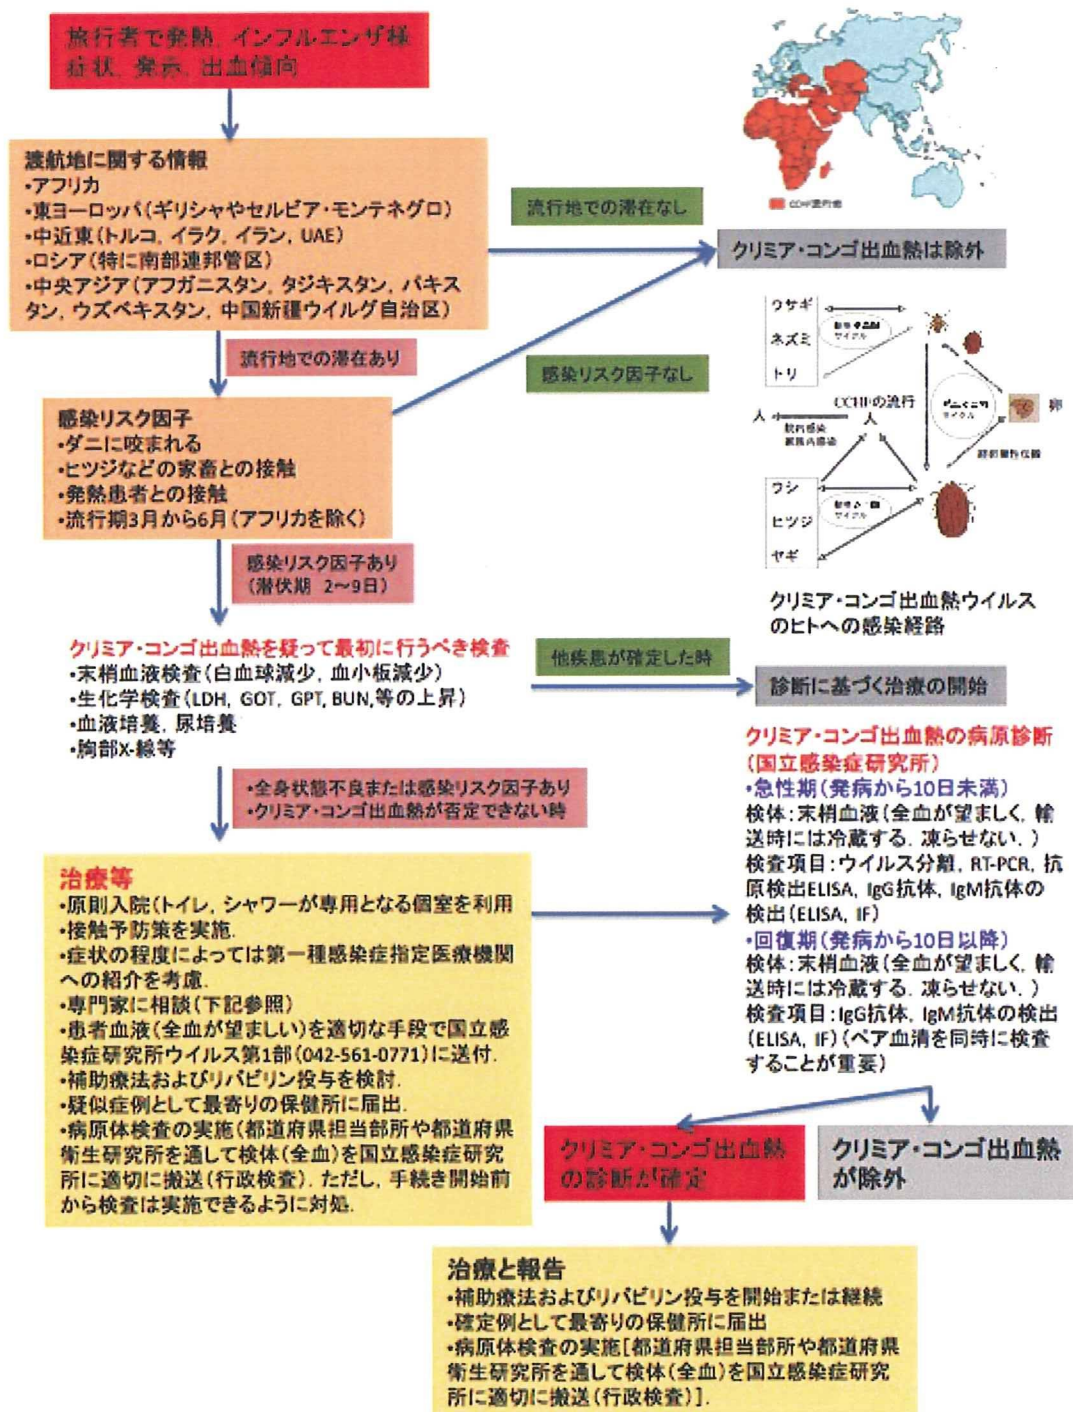 旅行者で発熱, インフルエンザ様
症状, 発赤, 出血傾向
渡航地に関する情報
・アフリカ
・東ヨーロッパ(ギリシャやセルビア・モンテネグロ)
・中近東(トルコ, イラク, イラン, UAE)
・ロシア(特に南部連邦管区)
・中央アジア(アフガニスタン, タジキスタン, パキス
タン, ウズベキスタン, 中国新疆ウイルグ自治区)
流行地での滞在なし
CCHF流行地
クリミア・コンゴ出血熱は除外
流行地での滞在あり
感染リスク因子なし
感染リスク因子
・ダニに咬まれる
・ヒツジなどの家畜との接触
・発熱患者との接触
・流行期3月から6月(アフリカを除く)
感染リスク因子あり
(潜伏期 2〜9日)
ウサギ
ネズミ
トリ
サイクル
CCHFの流行
人
人
院内感染
家族内感染
サイクル
卵
ウシ
ヒツジ
ヤギ
サイクル
クリミア・コンゴ出血熱ウイルス
のヒトへの感染経路
クリミア・コンゴ出血熱を疑って最初に行うべき検査
・末梢血液検査(白血球減少, 血小板減少)
・生化学検査(LDH, GOT, GPT, BUN,等の上昇)
・血液培養, 尿培養
・胸部X-線等
他疾患が確定した時
診断に基づく治療の開始
・全身状態不良または感染リスク因子あり
・クリミア・コンゴ出血熱が否定できない時
治療等
・原則入院(トイレ, シャワーが専用となる個室を利用
・接触予防策を実施.
・症状の程度によっては第一種感染症指定医療機関
への紹介を考慮.
・専門家に相談(下記参照)
・患者血液(全血が望ましい)を適切な手段で国立感
染症研究所ウイルス第1部(042-561-0771)に送付.
・補助療法およびリバビリン投与を検討.
・疑似症例として最寄りの保健所に届出.
・病原体検査の実施(都道府県担当部所や都道府県
衛生研究所を通して検体(全血)を国立感染症研究
所に適切に搬送(行政検査). ただし, 手続き開始前
から検査は実施できるように対処.
クリミア・コンゴ出血熱の病原診断
(国立感染症研究所)
・急性期(発病から10日未満)
検体:末梢血液(全血が望ましく, 輸
送時には冷蔵する. 凍らせない. )
検査項目:ウイルス分離, RT-PCR, 抗
原検出ELISA, IgG抗体, IgM抗体の
検出(ELISA, IF)
・回復期(発病から10日以降)
検体:末梢血液(全血が望ましく, 輸
送時には冷蔵する. 凍らせない. )
検査項目:IgG抗体, IgM抗体の検出
(ELISA, IF)(ペア血清を同時に検査
することが重要)
クリミア・コンゴ出血熱
の診断が確定
クリミア・コンゴ出血熱
が除外
治療と報告
・補助療法およびリバビリン投与を開始または継続
・確定例として最寄りの保健所に届出
・病原体検査の実施[都道府県担当部所や都道府県
衛生研究所を通して検体(全血)を国立感染症研究
所に適切に搬送(行政検査)].